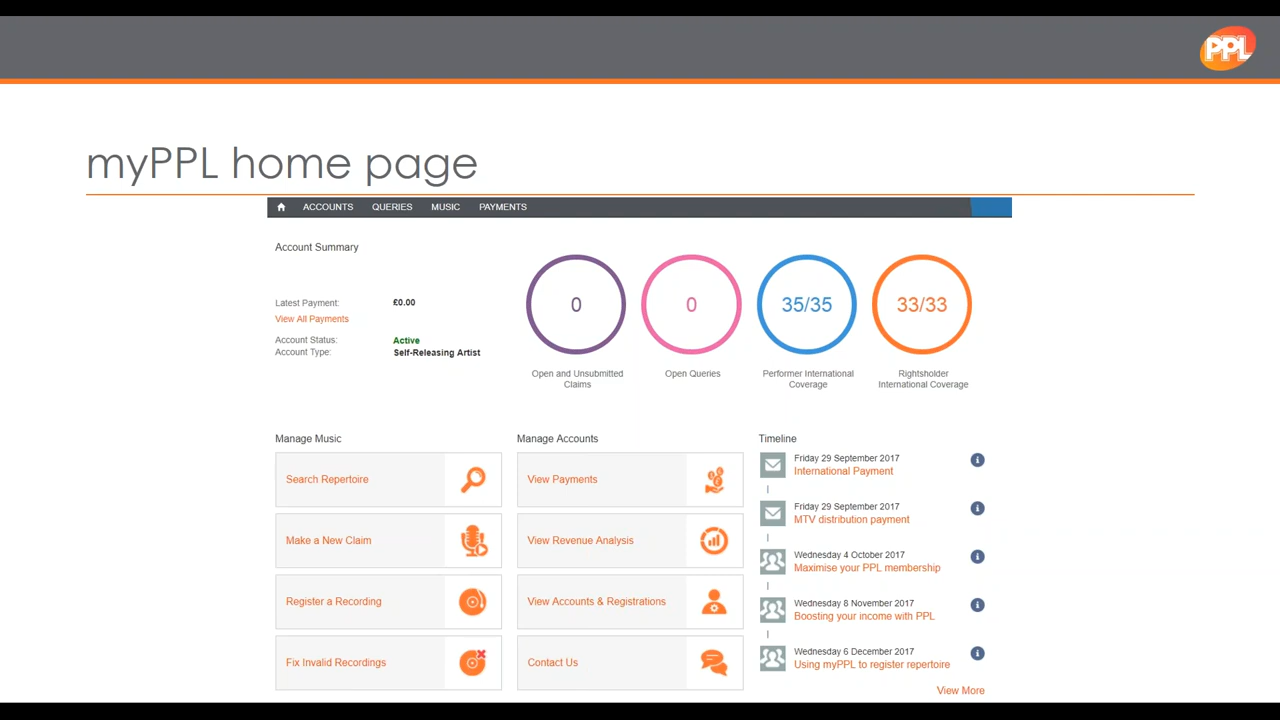 PPL
myPPL home page
ACCOUNTS QUERIES MUSIC PAYMENTS
Account Summary
Latest Payment: £0.00
View All Payments
Account Status: Active
Account Type: Self-Releasing Artist
0
Open and Unsubmitted
Claims
0
Open Queries
35/35
Performer International
Coverage
33/33
Rightsholder
International Coverage
Manage Music
Search Repertoire
Make a New Claim
Register a Recording
Fix Invalid Recordings
Manage Accounts
View Payments
View Revenue Analysis
View Accounts & Registrations
Contact Us
Timeline
Friday 29 September 2017
International Payment
Friday 29 September 2017
MTV distribution payment
Wednesday 4 October 2017
Maximise your PPL membership
Wednesday 8 November 2017
Boosting your income with PPL
Wednesday 6 December 2017
Using myPPL to register repertoire
View More